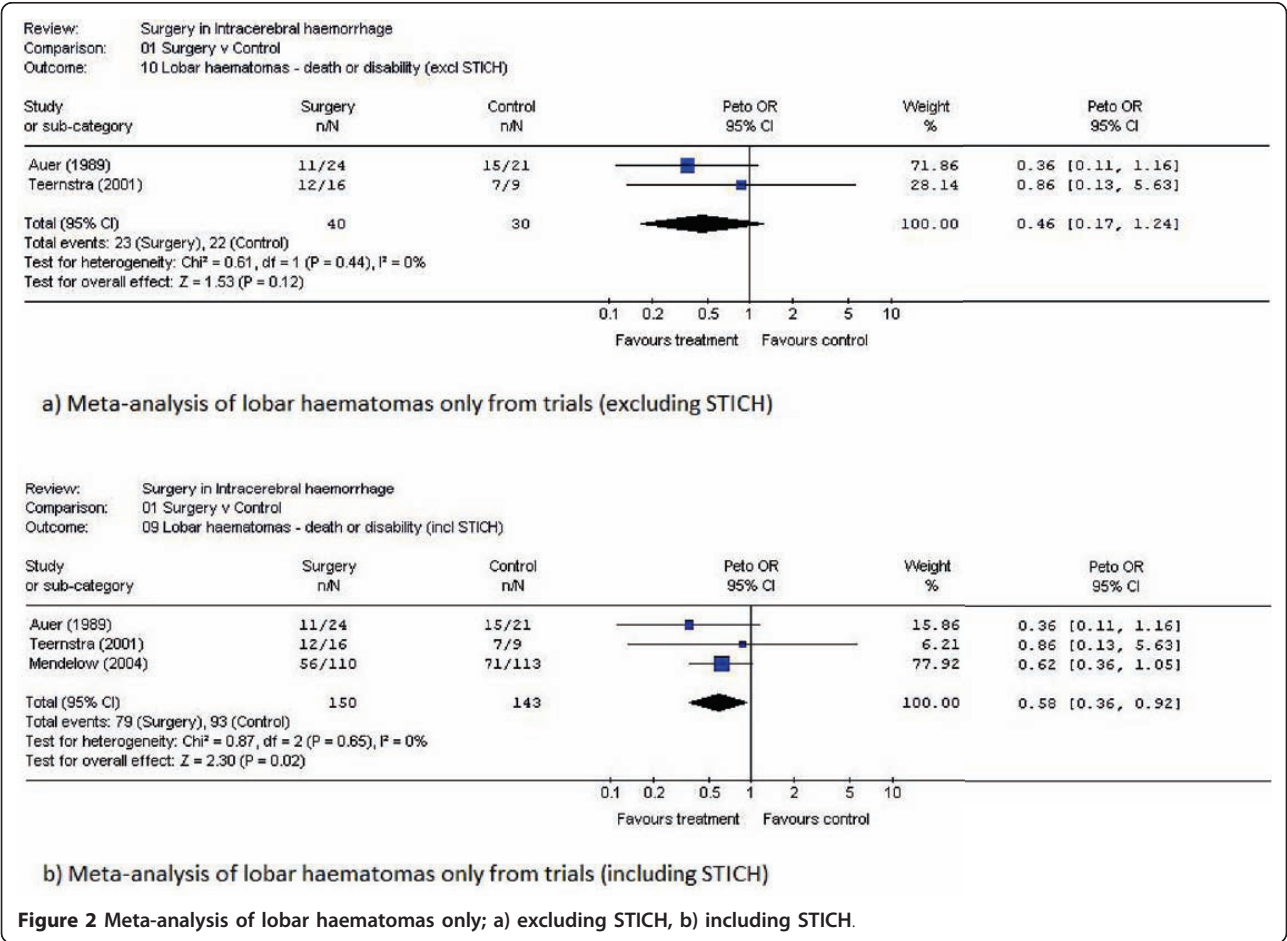 Review: Surgery in Intracerebral haemorrhage
Comparison: 01 Surgery v Control
Outcome: 10 Lobar haematomas - death or disability (excl STICH)
Study Surgery Control Peto OR Weight Peto OR
or sub-category n/N n/N 95% CI % 95% CI
Auer (1989) 11/24 15/21 71.86 0.36 [0.11, 1.16]
Teernstra (2001) 12/16 7/9 28.14 0.86 [0.13, 5.63]
Total (95% CI) 40 30 100.00 0.46 [0.17, 1.24]
Total events: 23 (Surgery), 22 (Control)
Test for heterogeneity: Chi² = 0.61, df = 1 (P = 0.44), I² = 0%
Test for overall effect: Z = 1.53 (P = 0.12)
0.1 0.2 0.5 1 2 5 10
Favours treatment Favours control
a) Meta-analysis of lobar haematomas only from trials (excluding STICH)
Review: Surgery in Intracerebral haemorrhage
Comparison: 01 Surgery v Control
Outcome: 09 Lobar haematomas - death or disability (incl STICH)
Study Surgery Control Peto OR Weight Peto OR
or sub-category n/N n/N 95% CI % 95% CI
Auer (1989) 11/24 15/21 15.86 0.36 [0.11, 1.16]
Teernstra (2001) 12/16 7/9 6.21 0.86 [0.13, 5.63]
Mendelow (2004) 56/110 71/113 77.92 0.62 [0.36, 1.05]
Total (95% CI) 150 143 100.00 0.58 [0.36, 0.92]
Total events: 79 (Surgery), 93 (Control)
Test for heterogeneity: Chi² = 0.87, df = 2 (P = 0.65), I² = 0%
Test for overall effect: Z = 2.30 (P = 0.02)
0.1 0.2 0.5 1 2 5 10
Favours treatment Favours control
b) Meta-analysis of lobar haematomas only from trials (including STICH)
Figure 2 Meta-analysis of lobar haematomas only; a) excluding STICH, b) including STICH.